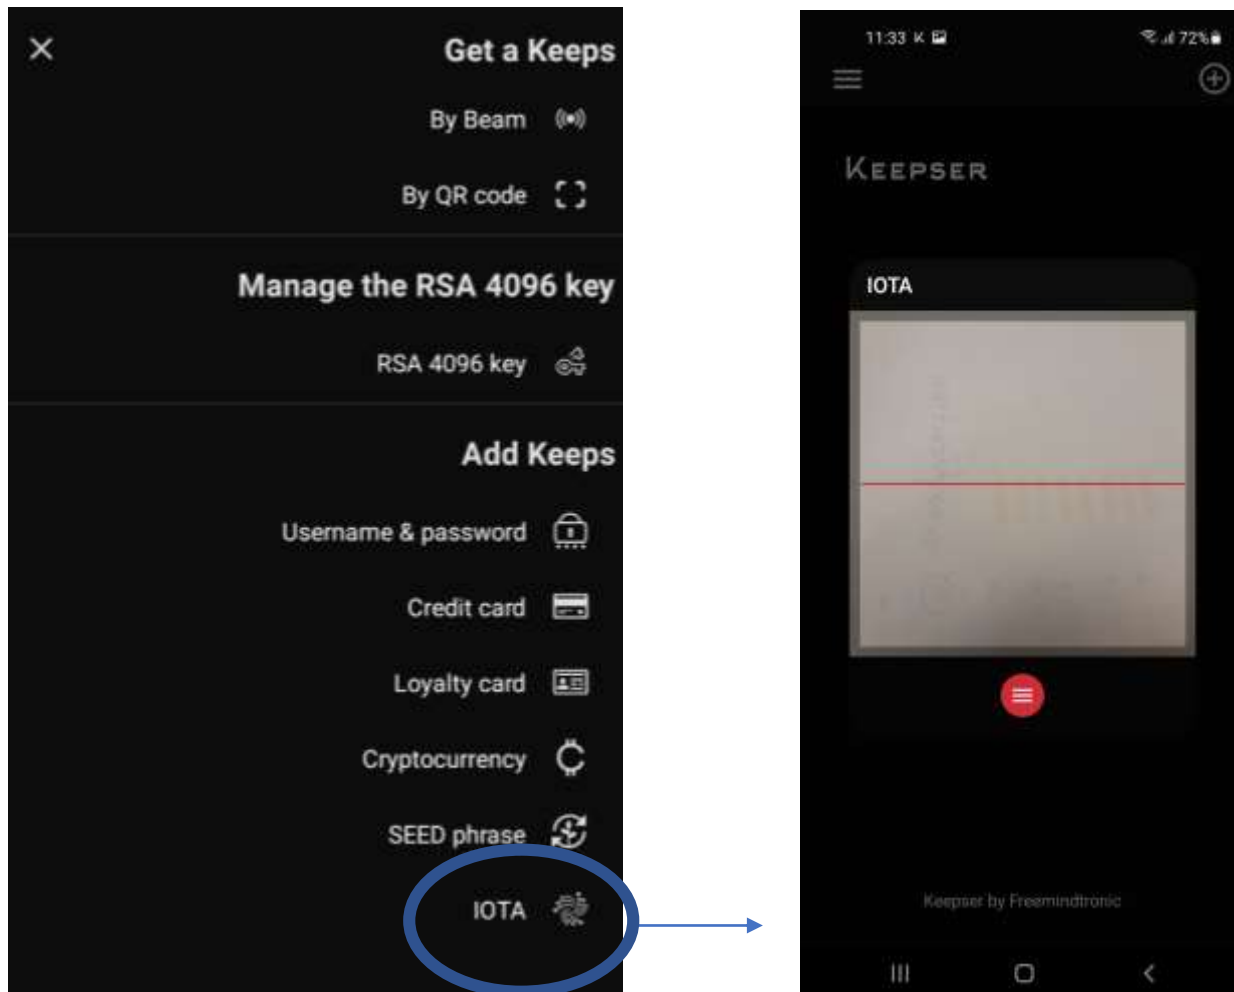 Get a Keeps
By Beam
By QR code
Manage the RSA 4096 key
RSA 4096 key
Add Keeps
Username & password
Credit card
Loyalty card
Cryptocurrency
SEED phrase
IOTA
11:33 K 72%
KEEPSER
IOTA
Keepser by Freemindtronic